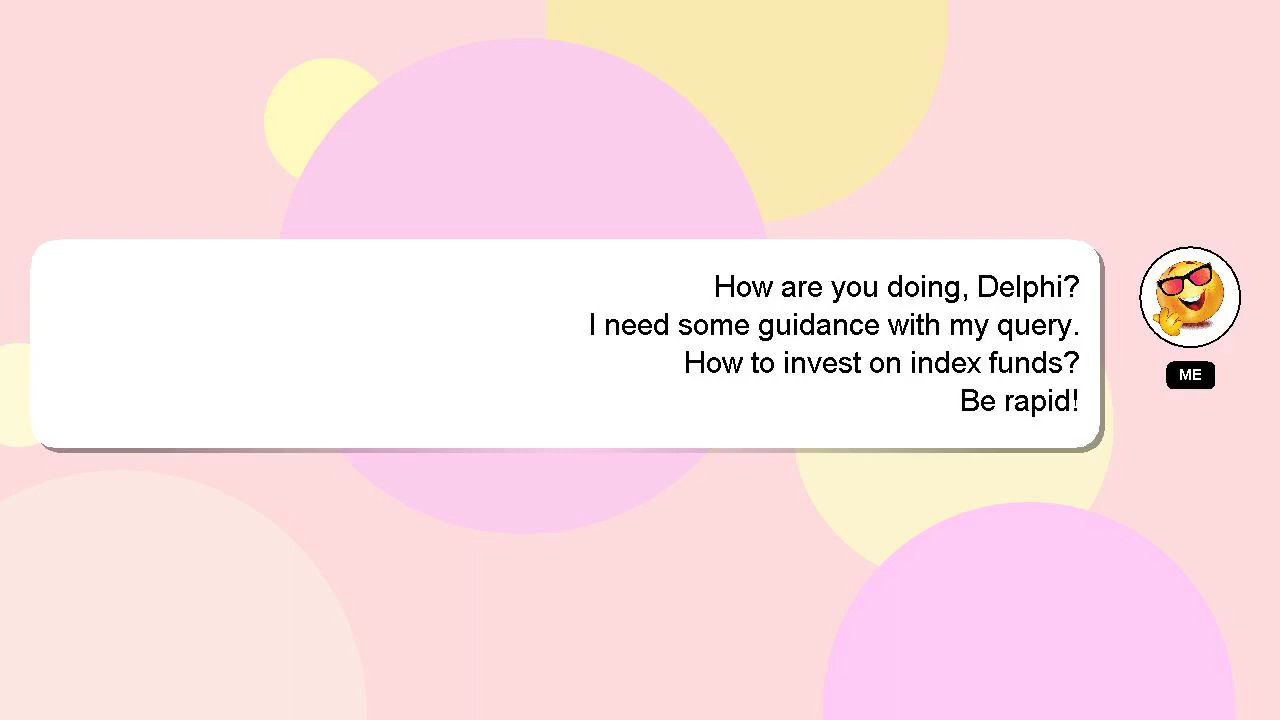 How are you doing, Delphi?
I need some guidance with my query.
How to invest on index funds?
Be rapid!
ME